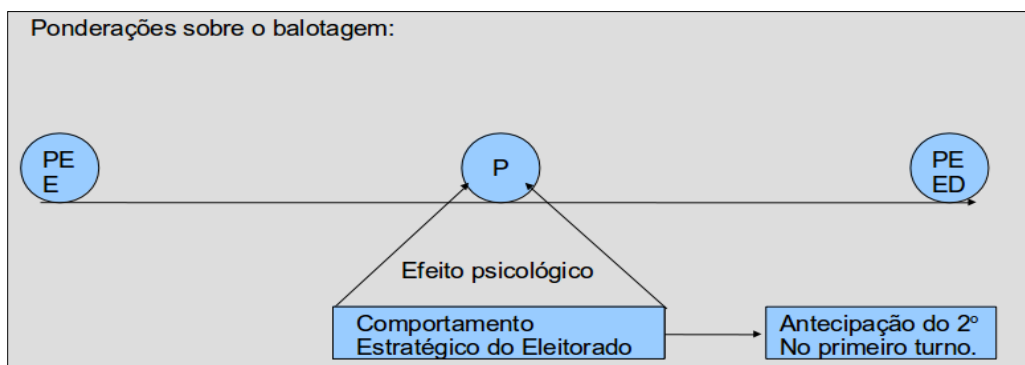 Ponderações sobre o balotagem:
PE
E
P
PE
ED
Efeito psicológico
Comportamento
Estratégico do Eleitorado
Antecipação do 2º
No primeiro turno.